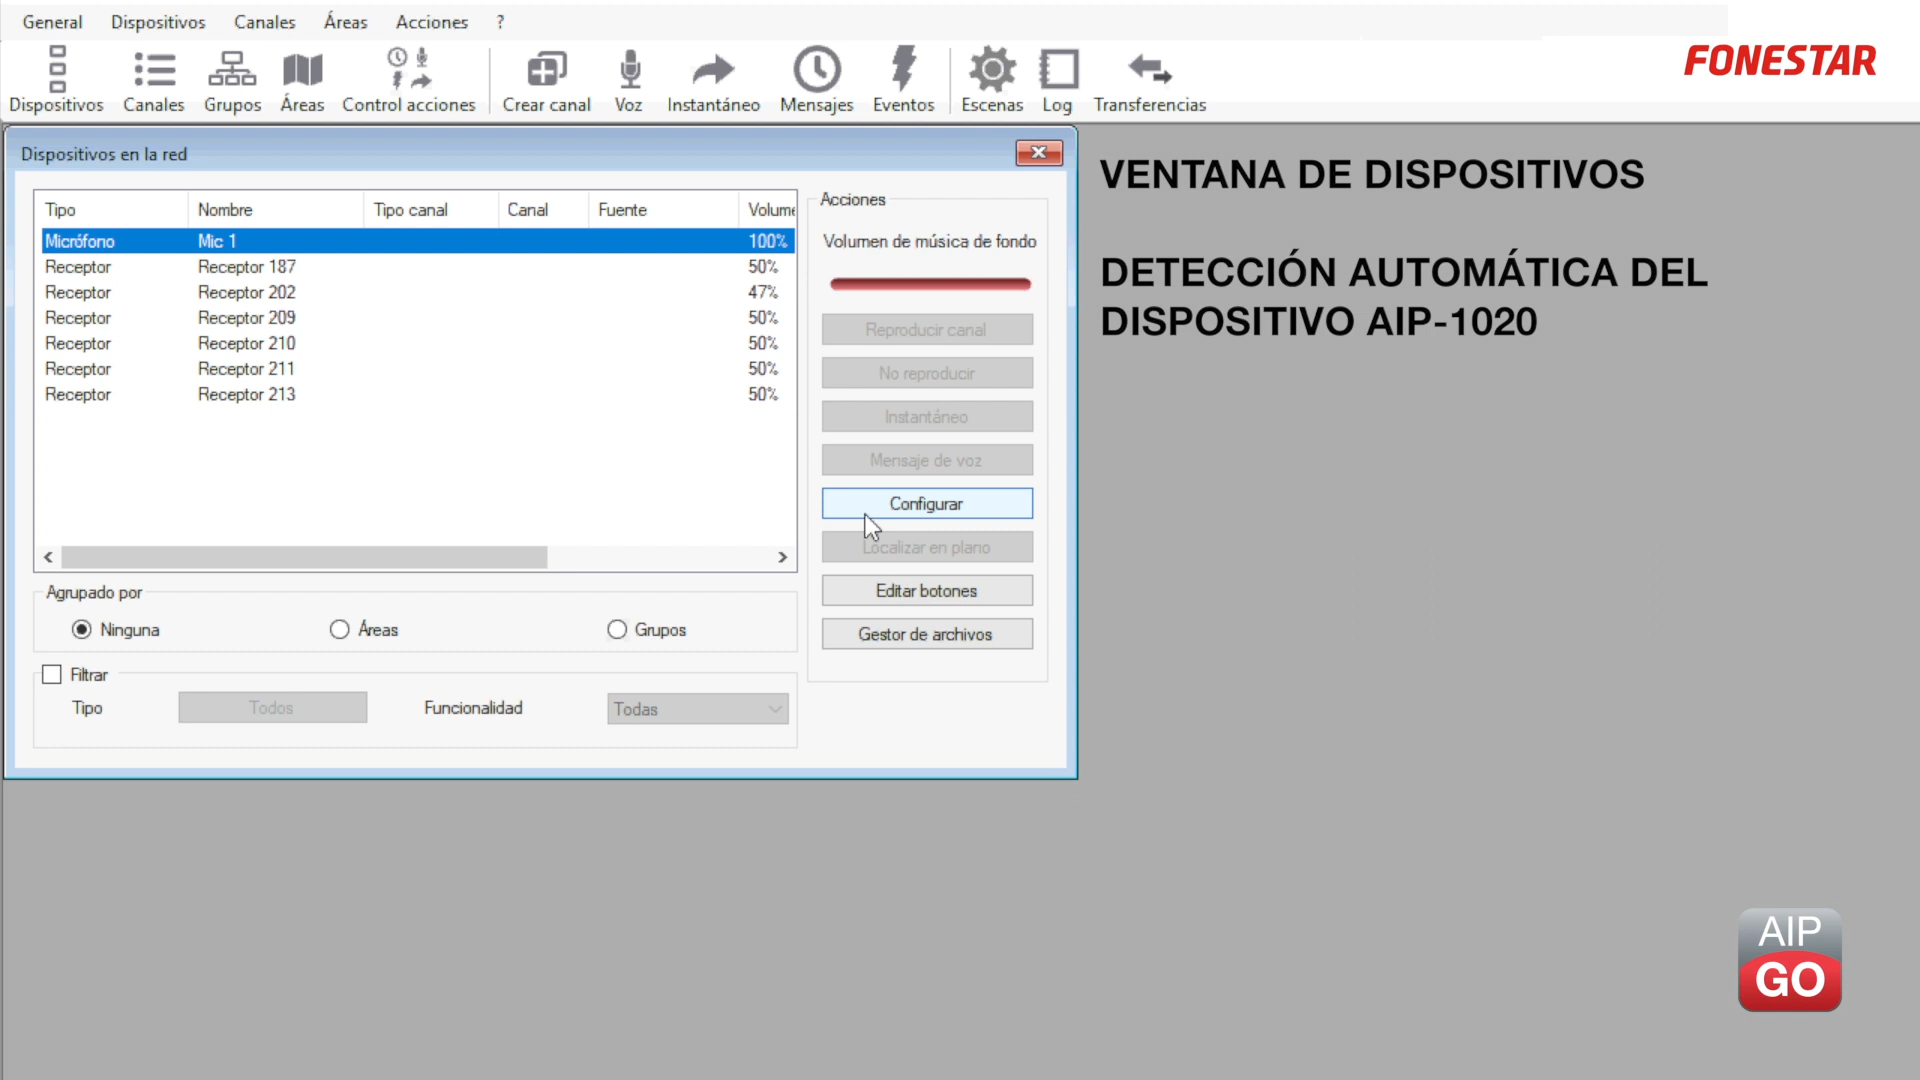 General Dispositivos Canales Áreas Acciones ?
Dispositivos Canales Grupos Áreas Control acciones Crear canal Voz Instantáneo Mensajes Eventos Escenas Log Transferencias
FONESTAR
Dispositivos en la red
Tipo Nombre Tipo canal Canal Fuente Volume
Micrófono Mic 1 100%
Receptor Receptor 187 50%
Receptor Receptor 202 47%
Receptor Receptor 209 50%
Receptor Receptor 210 50%
Receptor Receptor 211 50%
Receptor Receptor 213 50%
Agrupado por
Ninguna Áreas Grupos
Filtrar
Tipo Todos Funcionalidad Todas
Acciones
Volumen de música de fondo
Reproducir canal
No reproducir
Instantáneo
Mensaje de voz
Configurar
Localizar en plano
Editar botones
Gestor de archivos
VENTANA DE DISPOSITIVOS
DETECCIÓN AUTOMÁTICA DEL
DISPOSITIVO AIP-1020
AIP
GO